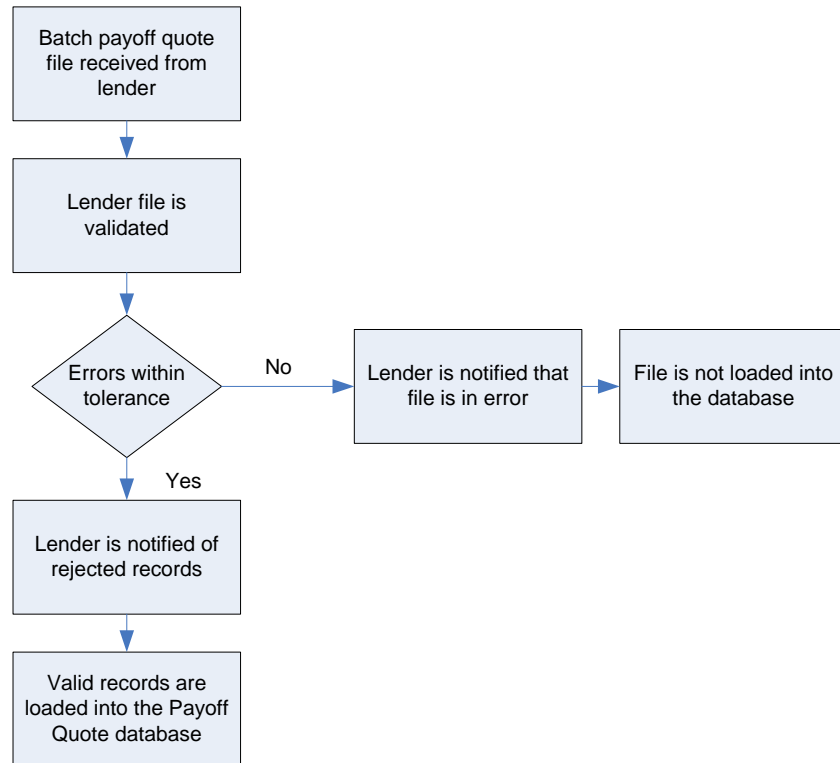 Batch payoff quote
file received from
lender
Lender file is
validated
Errors within
tolerance
No
Lender is notified that
file is in error
File is not loaded into
the database
Yes
Lender is notified of
rejected records
Valid records are
loaded into the Payoff
Quote database